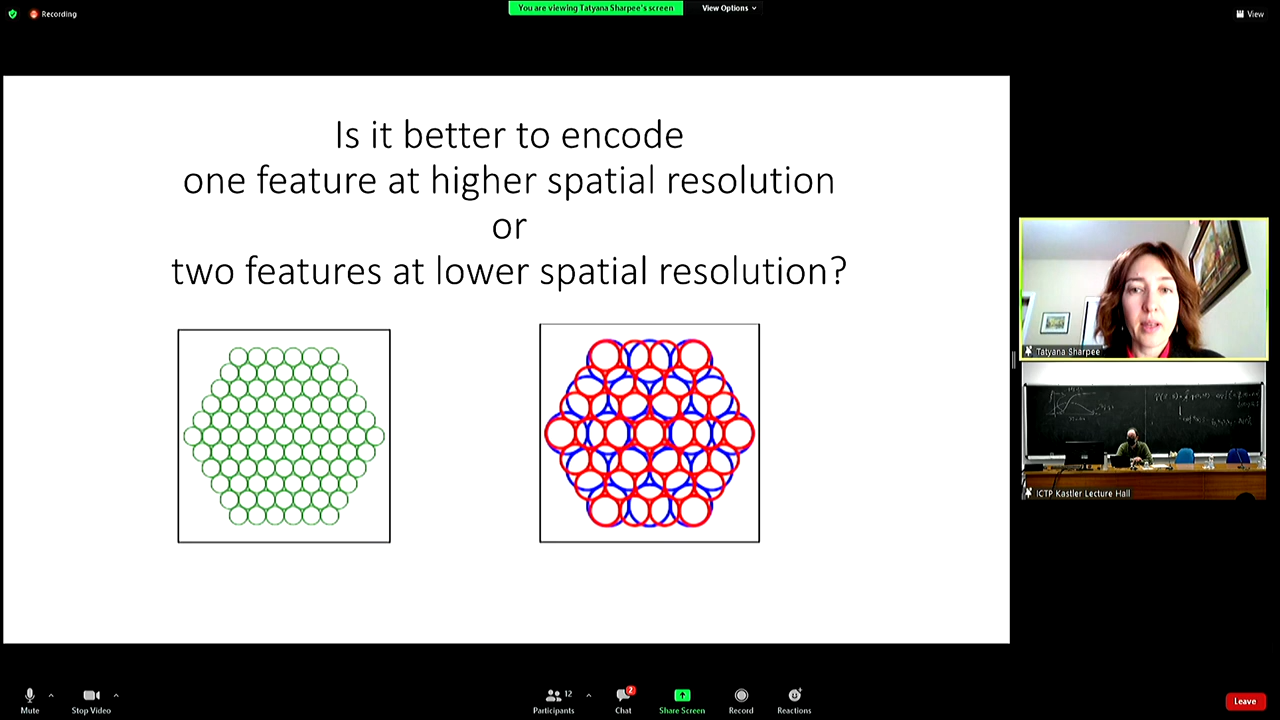 Recording
You are viewing Tatyana Sharpee's screen
View Options
View
Is it better to encode
one feature at higher spatial resolution
or
two features at lower spatial resolution?
Tatyana Sharpee
ICTP Kastler Lecture Hall
Mute
Stop Video
12
Participants
2
Chat
Share Screen
Record
Reactions
Leave